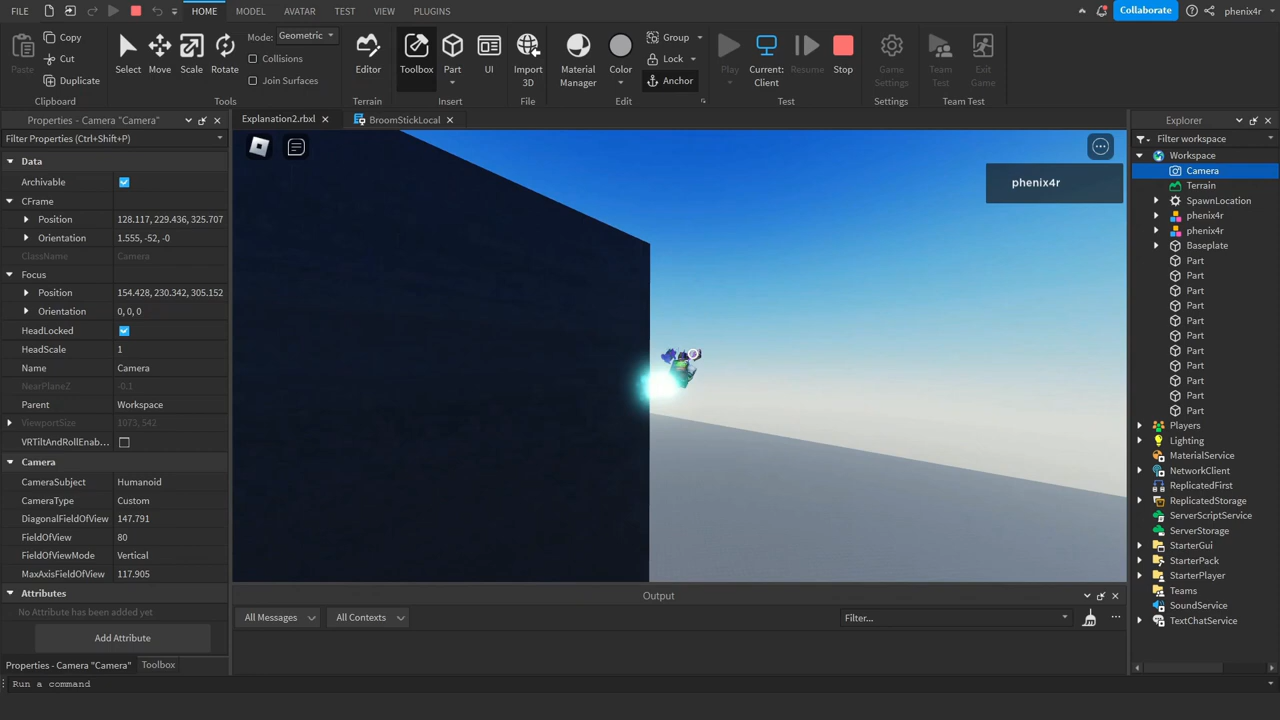 FILE HOME MODEL AVATAR TEST VIEW PLUGINS Collaborate phenix4r
Paste Copy Cut Duplicate Clipboard
Select Move Scale Rotate Mode: Geometric Collisions Join Surfaces Tools
Editor Terrain
Toolbox Part UI Insert
Import 3D File
Material Manager Color Group Lock Anchor Edit
Play Current: Client Resume Stop Test
Game Settings Settings
Team Test Exit Game Team Test
Properties - Camera "Camera"
Filter Properties (Ctrl+Shift+P)
Data
Archivable
CFrame
Position 128.117, 229.436, 325.707
Orientation 1.555, -52, -0
ClassName Camera
Focus
Position 154.428, 230.342, 305.152
Orientation 0, 0, 0
HeadLocked
HeadScale 1
Name Camera
NearPlaneZ -0.1
Parent Workspace
ViewportSize 1073, 542
VRTiltAndRollEnab...
Camera
CameraSubject Humanoid
CameraType Custom
DiagonalFieldOfView 147.791
FieldOfView 80
FieldOfViewMode Vertical
MaxAxisFieldOfView 117.905
Attributes
No Attribute has been added yet
Add Attribute
Properties - Camera "Camera" Toolbox
Run a command
Explanation2.rbxl BroomStickLocal
phenix4r
Output
All Messages All Contexts Filter...
Explorer
Filter workspace
Workspace
Camera
Terrain
SpawnLocation
phenix4r
phenix4r
Baseplate
Part
Part
Part
Part
Part
Part
Part
Part
Part
Part
Part
Players
Lighting
MaterialService
NetworkClient
ReplicatedFirst
ReplicatedStorage
ServerScriptService
ServerStorage
StarterGui
StarterPack
StarterPlayer
Teams
SoundService
TextChatService